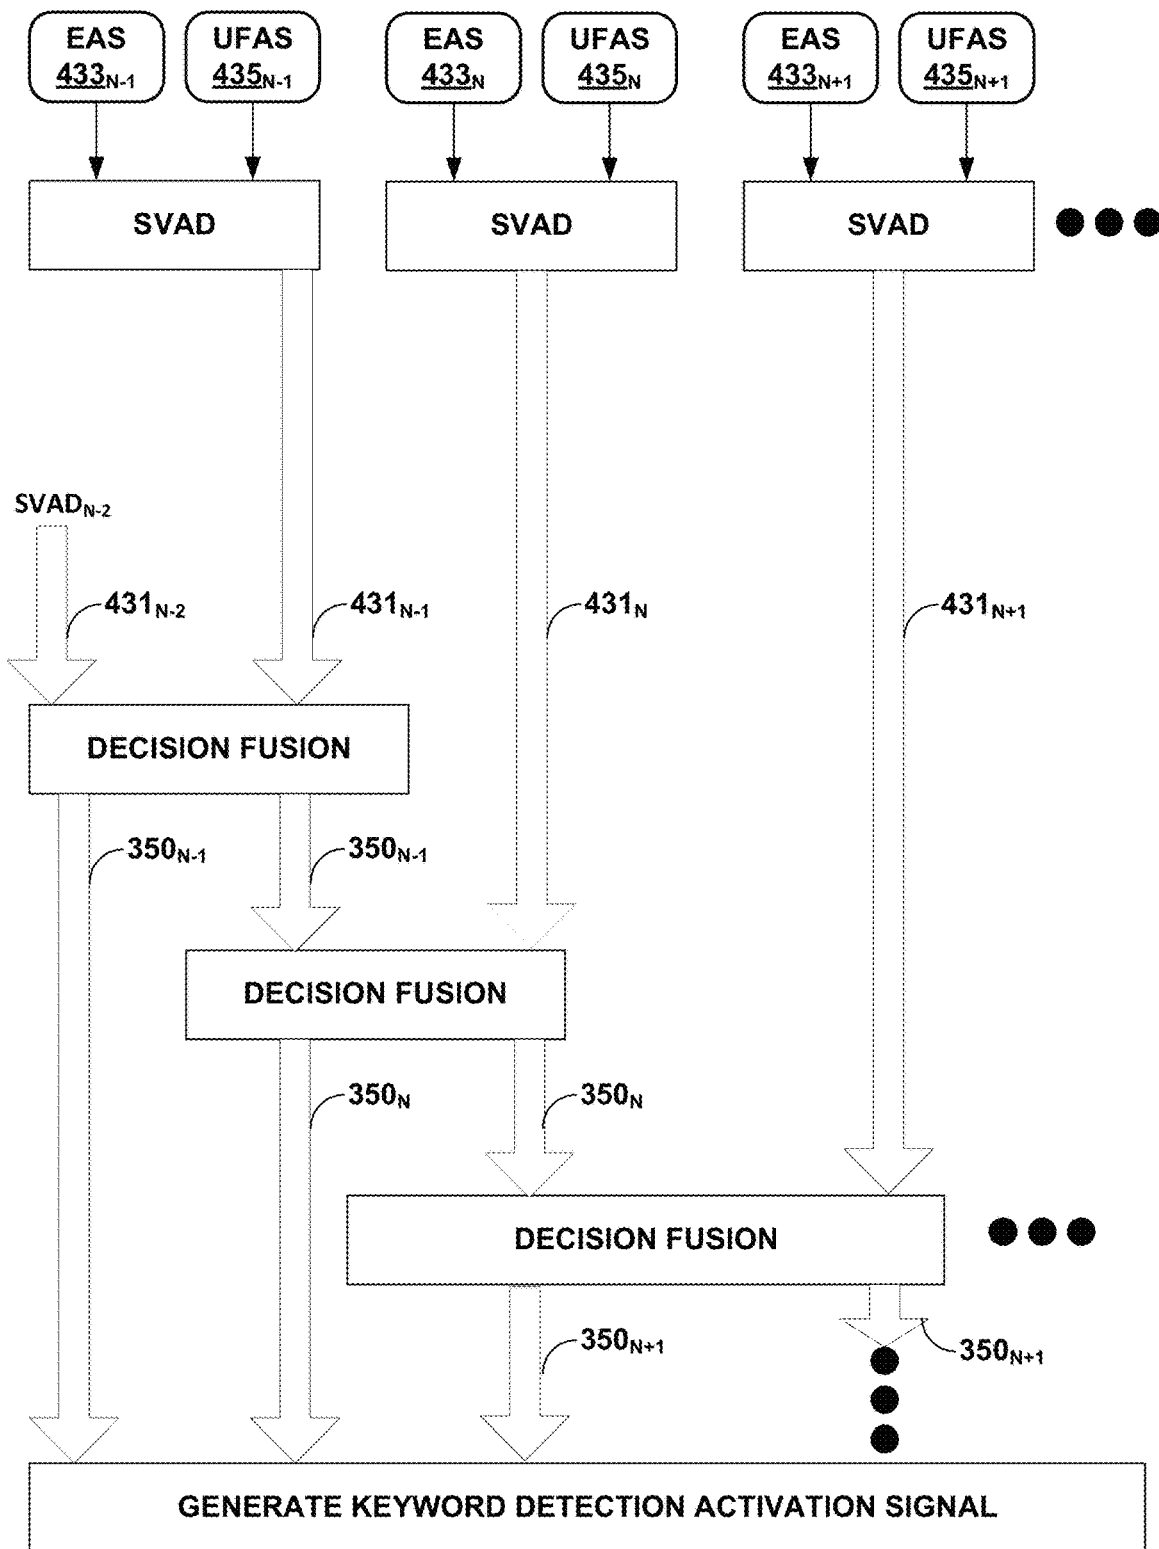 EAS UFAS EAS UFAS EAS UFAS
433N-1 435N-1 433N 435N 433N+1 435N+1
SVAD SVAD SVAD
SVADN-2
431N-2 431N-1 431N 431N+1
DECISION FUSION
350N-1 350N-1
DECISION FUSION
350N 350N
DECISION FUSION
350N+1 350N+1
GENERATE KEYWORD DETECTION ACTIVATION SIGNAL